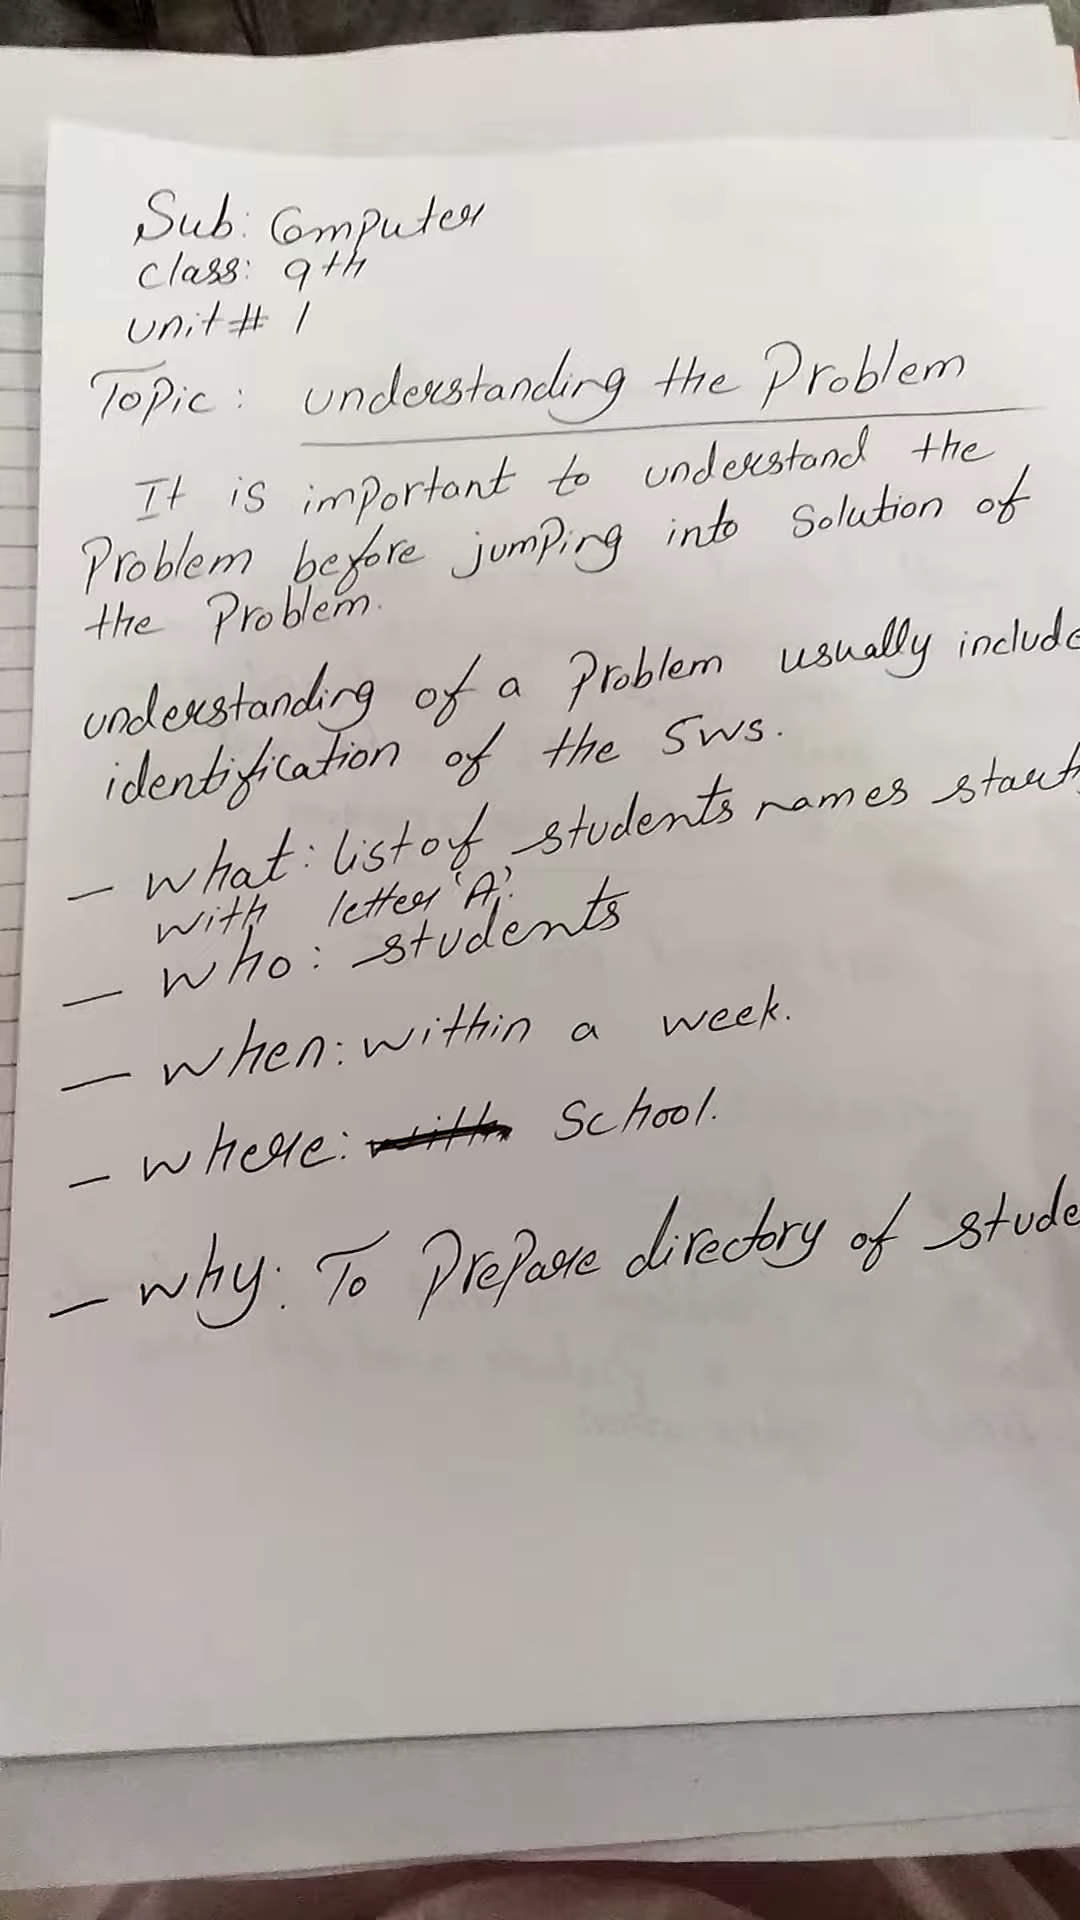 Sub: Computer
class: 9th
unit# 1
Topic: understanding the Problem
It is important to understand the
Problem before jumping into solution of
the Problem.
understanding of a Problem usually include
identification of the 5ws.
- what: list of students names start
with letter 'A'.
- who: students
- when: within a week.
- where: School.
- why: To Prepare directory of stude